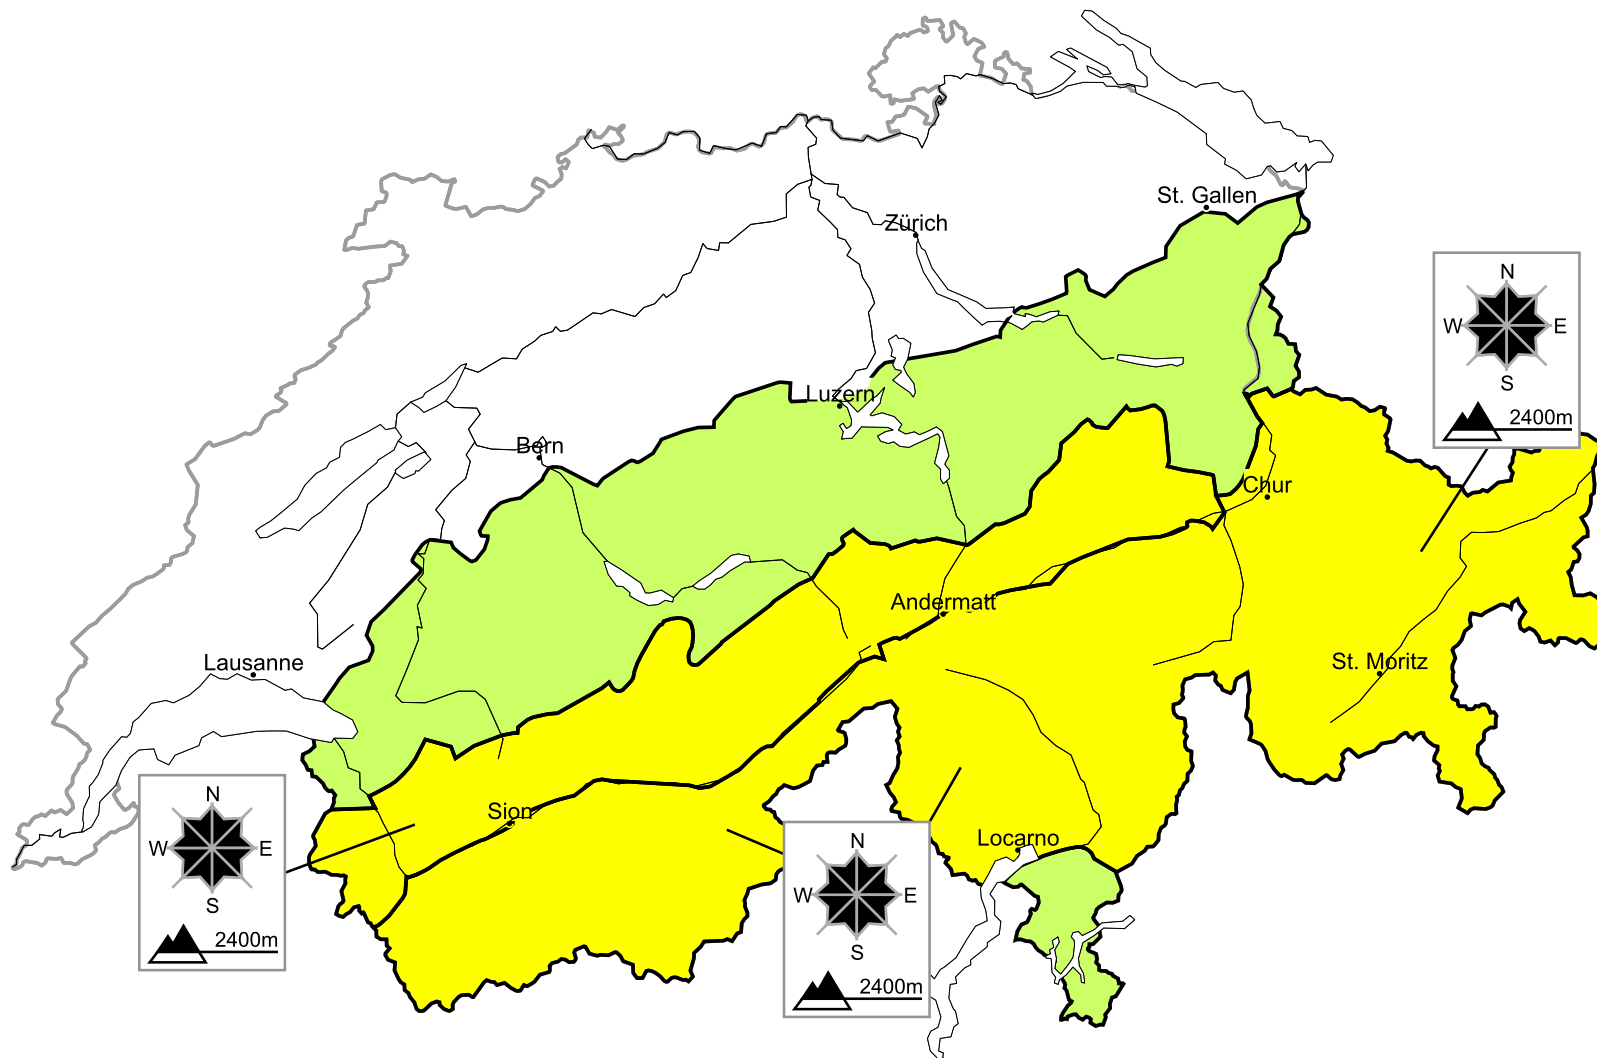 St. Gallen
Zürich
N
W E
S
2400m
Luzern
Bern
Chur
Andermatt
Lausanne
St. Moritz
N
W E
S
2400m
Sion
Locarno
N
W E
S
2400m